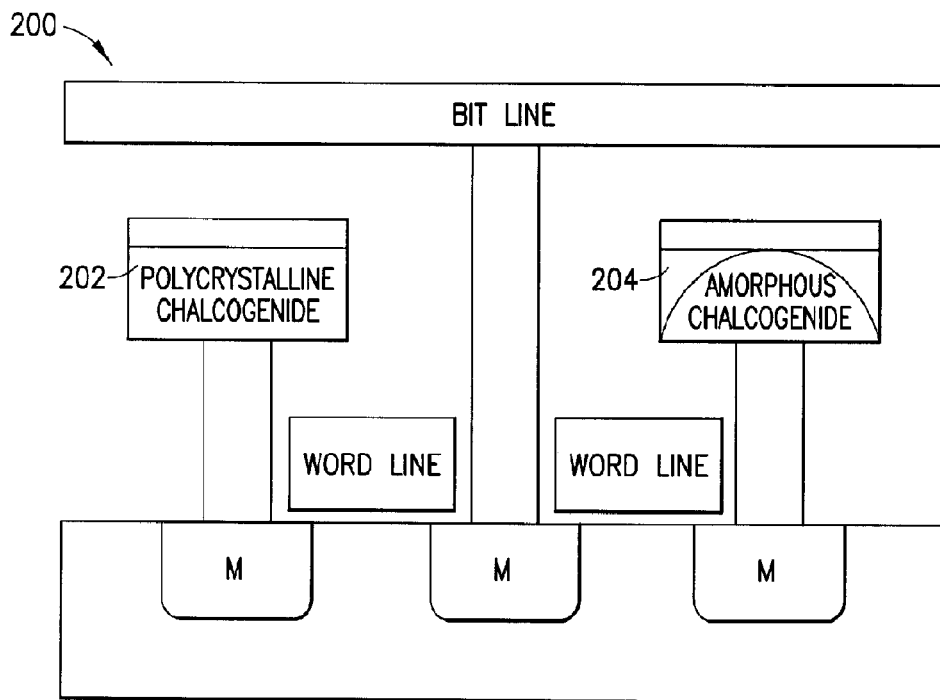 200
BIT LINE
202
POLYCRYSTALLINE
CHALCOGENIDE
204
AMORPHOUS
CHALCOGENIDE
WORD LINE
WORD LINE
M
M
M